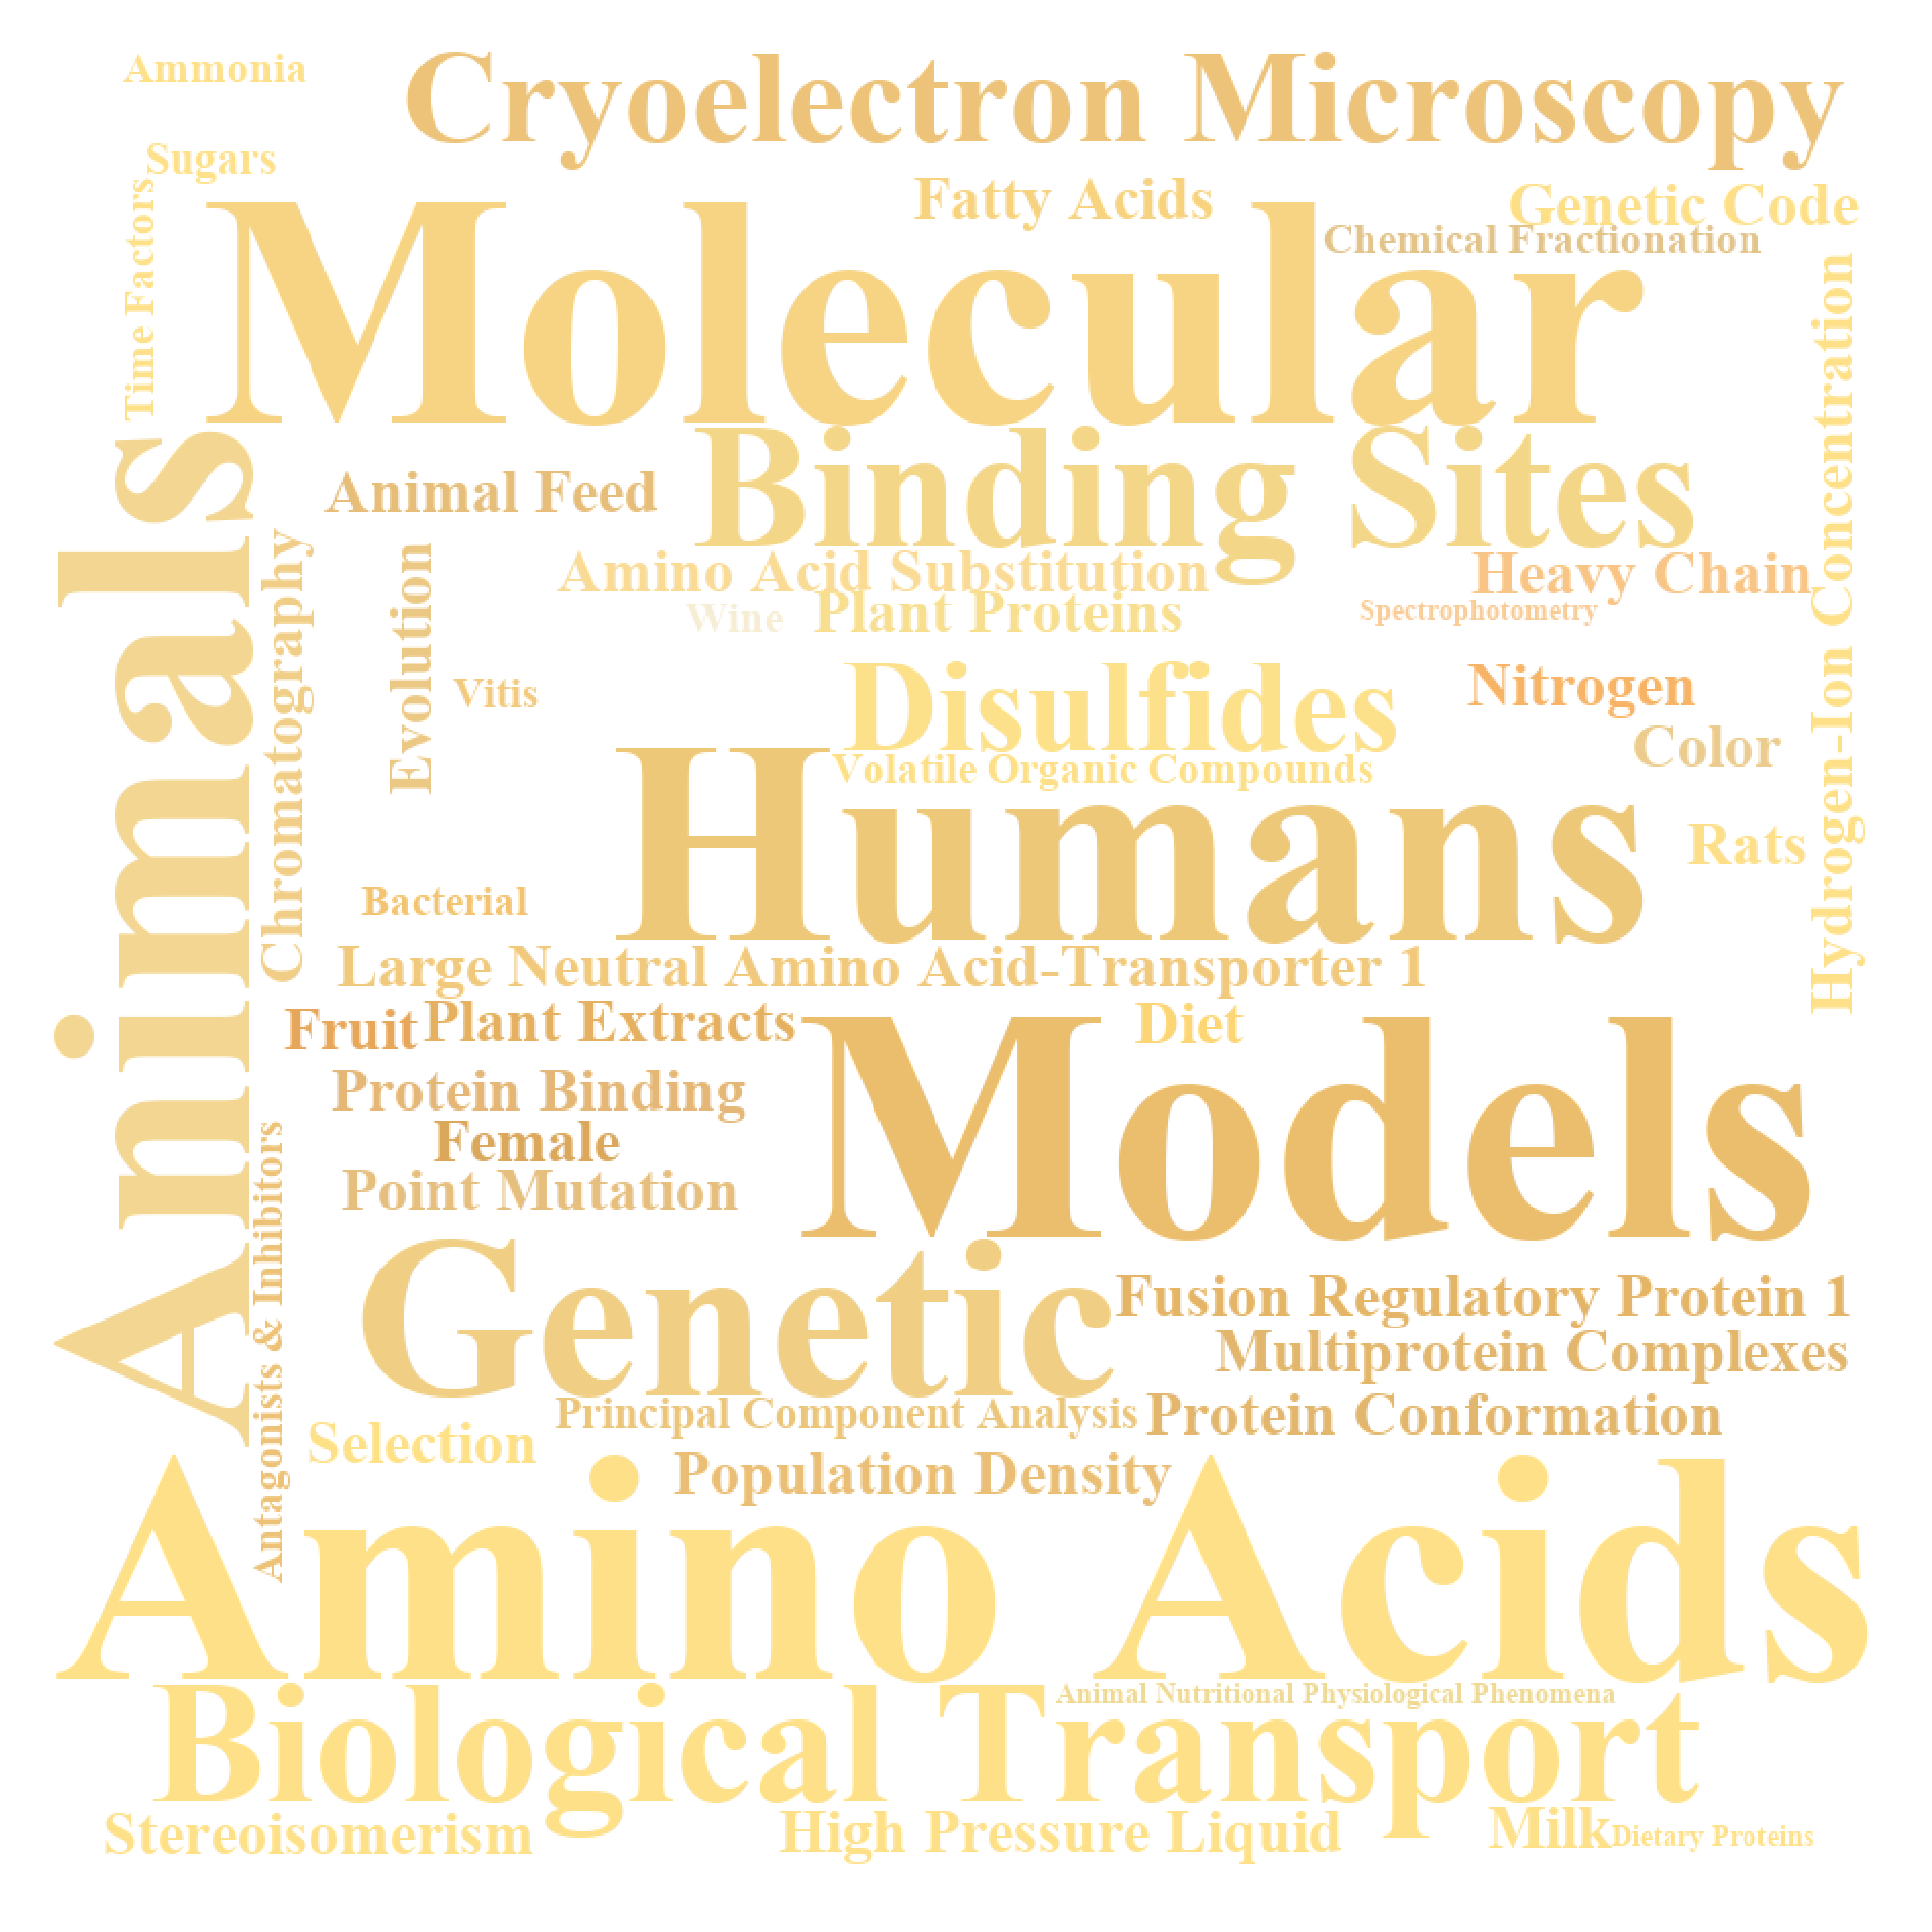 Ammonia
Cryoelectron Microscopy
Sugars
Time Factors
Fatty Acids
Genetic Code
Chemical Fractionation
Molecular
Hydrogen-Ion Concentration
Animals
Binding Sites
Animal Feed
Chromatography
Evolution
Amino Acid Substitution
Heavy Chain
Wine
Plant Proteins
Spectrophotometry
Vitis
Disulfides
Nitrogen
Color
Volatile Organic Compounds
Humans
Rats
Bacterial
Large Neutral Amino Acid-Transporter 1
Fruit
Plant Extracts
Diet
Models
Protein Binding
Female
Point Mutation
Antagonists & Inhibitors
Genetic
Fusion Regulatory Protein 1
Multiprotein Complexes
Principal Component Analysis
Protein Conformation
Selection
Population Density
Amino Acids
Animal Nutritional Physiological Phenomena
Biological Transport
Stereoisomerism
High Pressure Liquid
Milk
Dietary Proteins